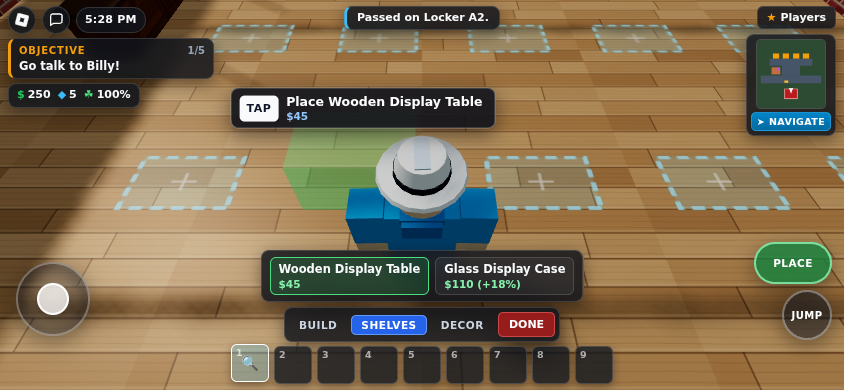 5:28 PM
Passed on Locker A2.
★ Players
OBJECTIVE 1/5
Go talk to Billy!
$ 250 5 100%
NAVIGATE
TAP
Place Wooden Display Table
$45
Wooden Display Table
$45
Glass Display Case
$110 (+18%)
PLACE
JUMP
BUILD SHELVES DECOR DONE
1 2 3 4 5 6 7 8 9